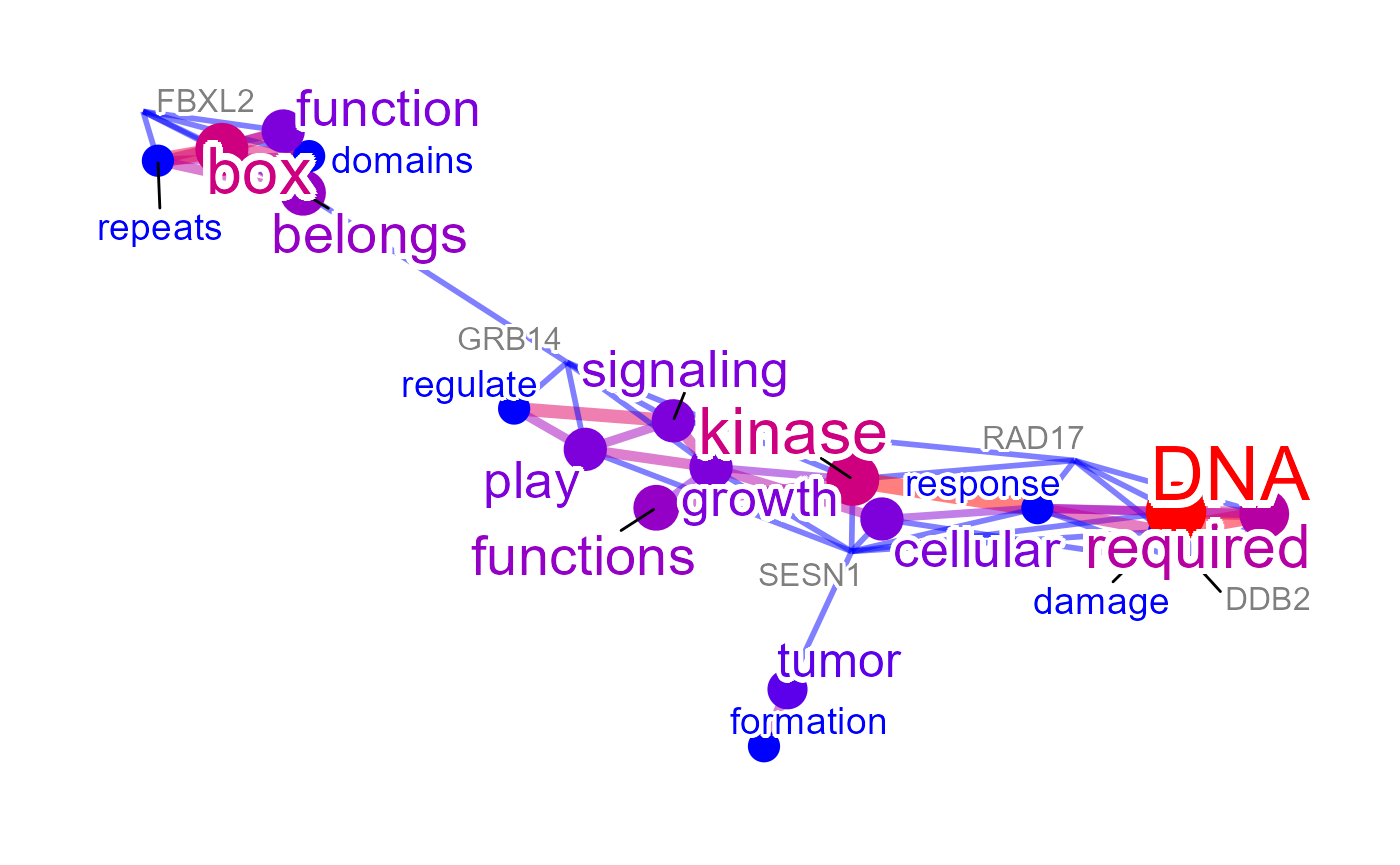 FBXL2
function
box
domains
repeats
belongs
GRB14
signaling
regulate
kinase
RAD17
DNA
play
response
growth
functions
cellular
required
SESN1
damage
DDB2
tumor
formation